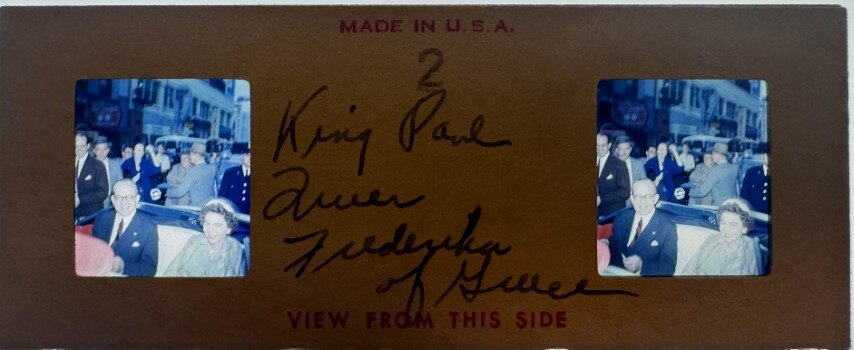 MADE IN U.S.A.
2
King Paul
Queen
Frederika
of Greece
VIEW FROM THIS SIDE